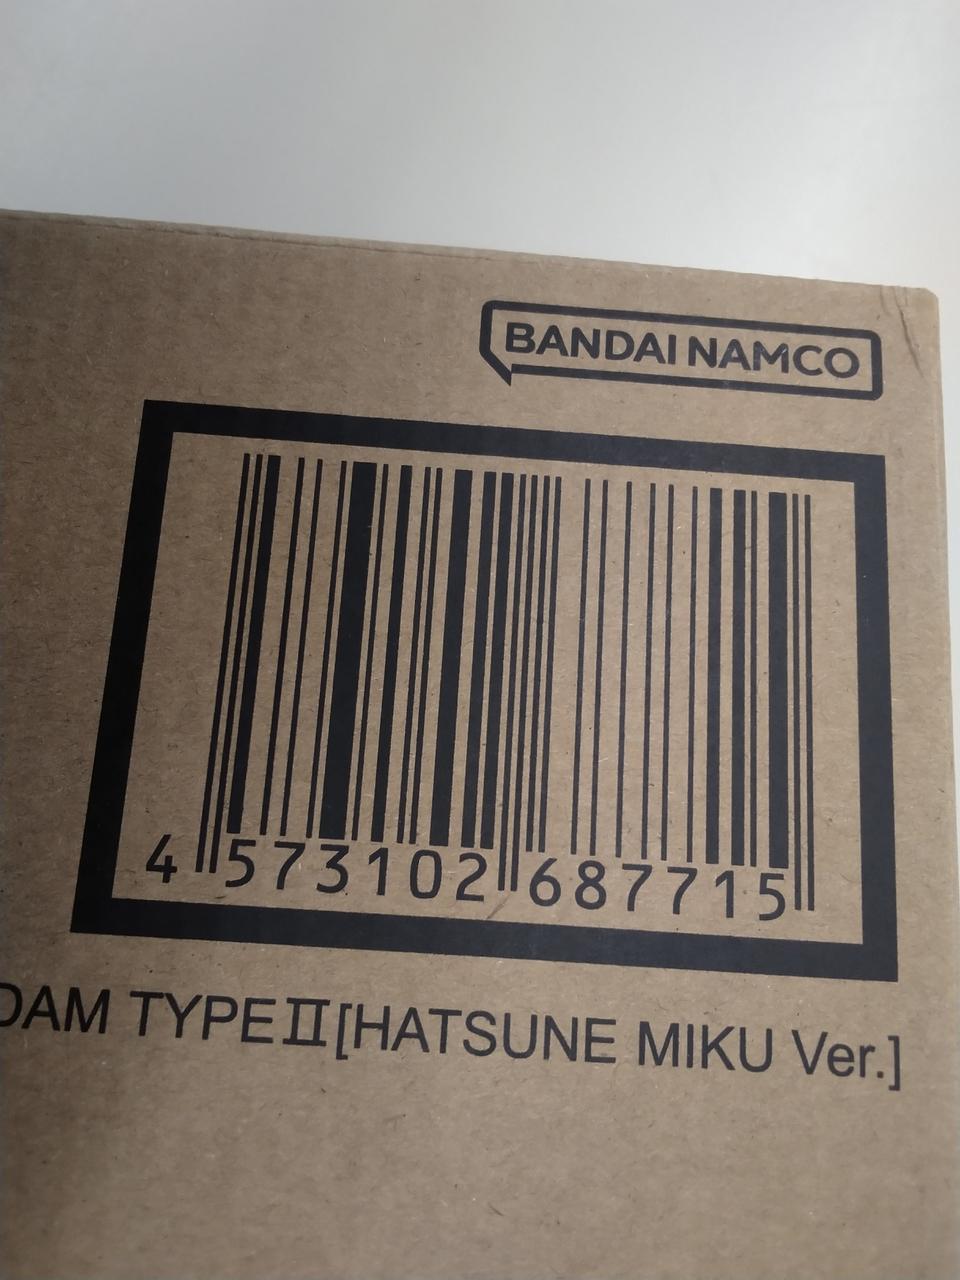 BANDAI NAMCO
4 573102 687715
DAM TYPEⅡ[HATSUNE MIKU Ver.]